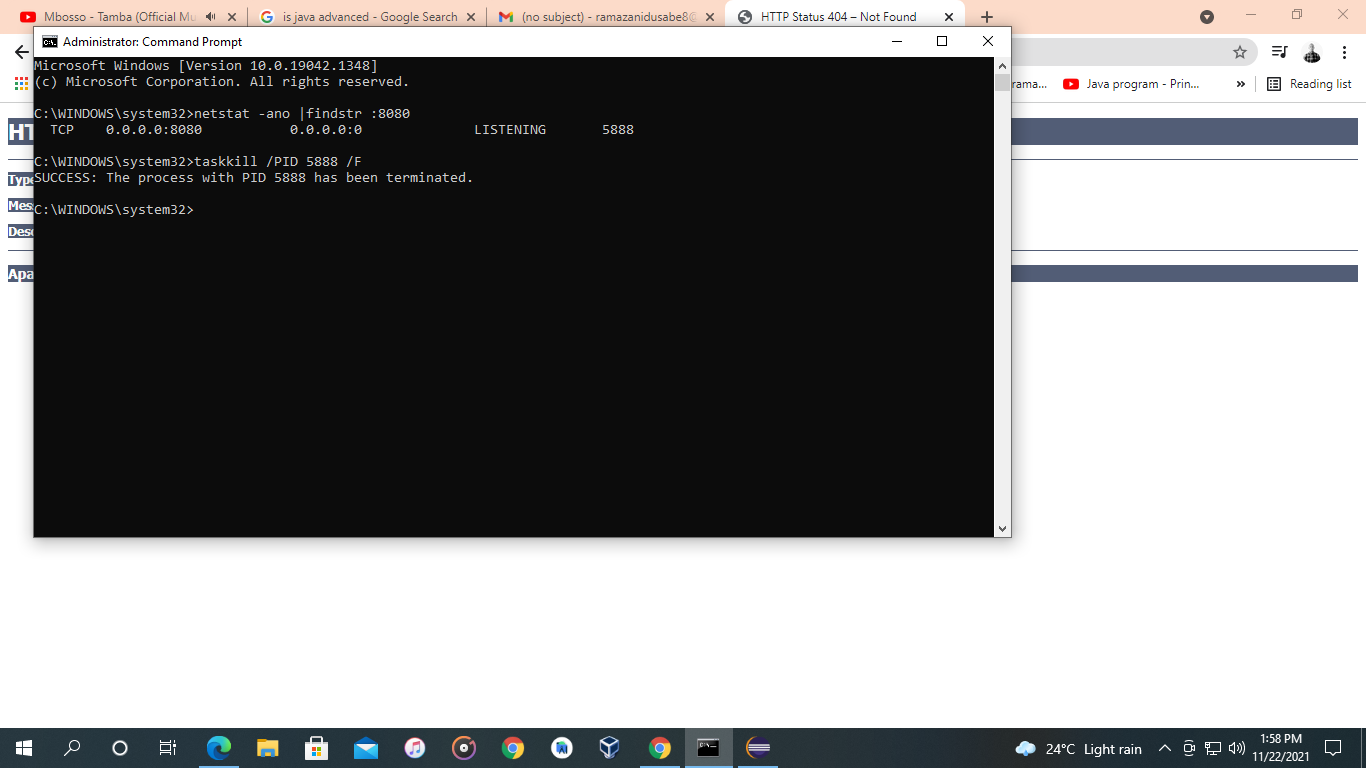 Mbosso - Tamba (Official Mu
is java advanced - Google Search
(no subject) - ramazanidusabe8@
HTTP Status 404 – Not Found
Administrator: Command Prompt
Microsoft Windows [Version 10.0.19042.1348]
(c) Microsoft Corporation. All rights reserved.
C:\WINDOWS\system32>netstat -ano |findstr :8080
TCP    0.0.0.0:8080           0.0.0.0:0              LISTENING       5888
C:\WINDOWS\system32>taskkill /PID 5888 /F
SUCCESS: The process with PID 5888 has been terminated.
C:\WINDOWS\system32>
rama...
Java program - Prin...
»
Reading list
HT
Type
Mes
Desc
Apa
24°C Light rain
1:58 PM
11/22/2021